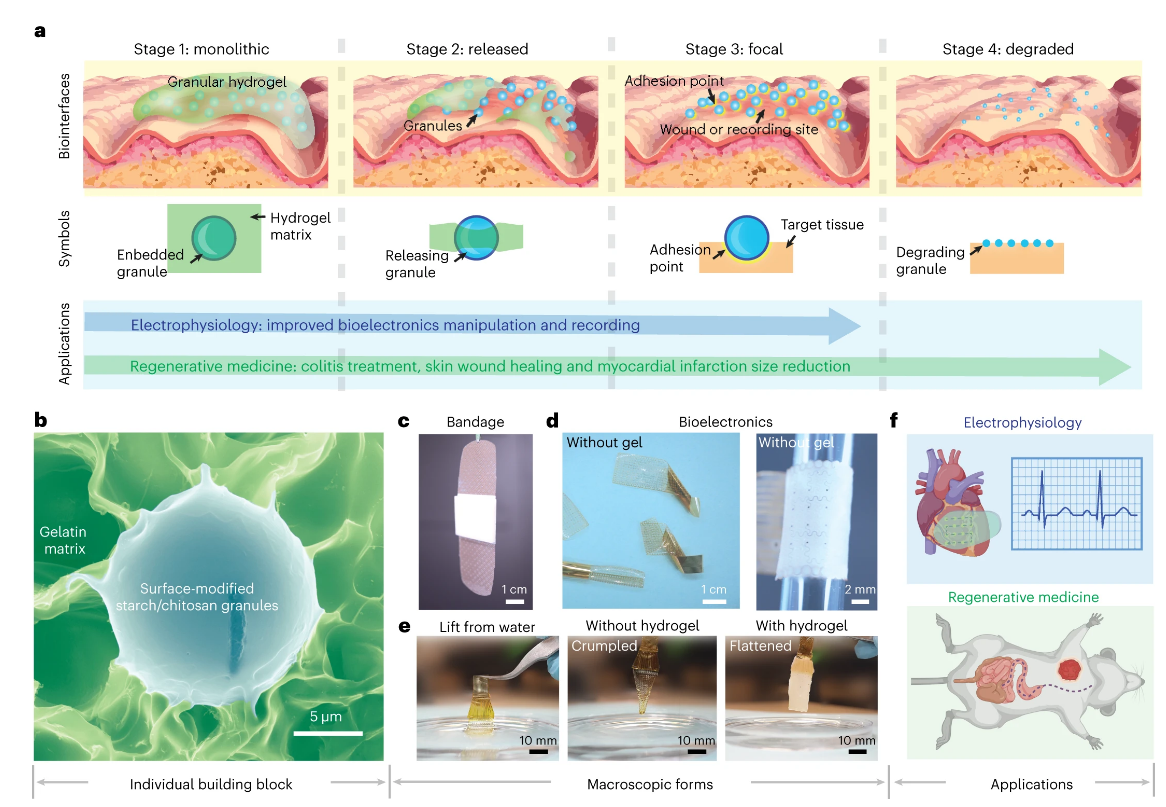 a
Stage 1: monolithic
Stage 2: released
Stage 3: focal
Stage 4: degraded
Biointerfaces
Granular hydrogel
Granules
Adhesion point
Wound or recording site
Symbols
Hydrogel
matrix
Enbedded
granule
Releasing
granule
Adhesion
point
Target tissue
Degrading
granule
Applications
Electrophysiology: improved bioelectronics manipulation and recording
Regenerative medicine: colitis treatment, skin wound healing and myocardial infarction size reduction
b
Gelatin
matrix
Surface-modified
starch/chitosan granules
5 µm
c
Bandage
1 cm
d
Bioelectronics
Without gel
1 cm
Without gel
2 mm
e
Lift from water
10 mm
Without hydrogel
Crumpled
10 mm
With hydrogel
Flattened
10 mm
f
Electrophysiology
Regenerative medicine
Individual building block
Macroscopic forms
Applications